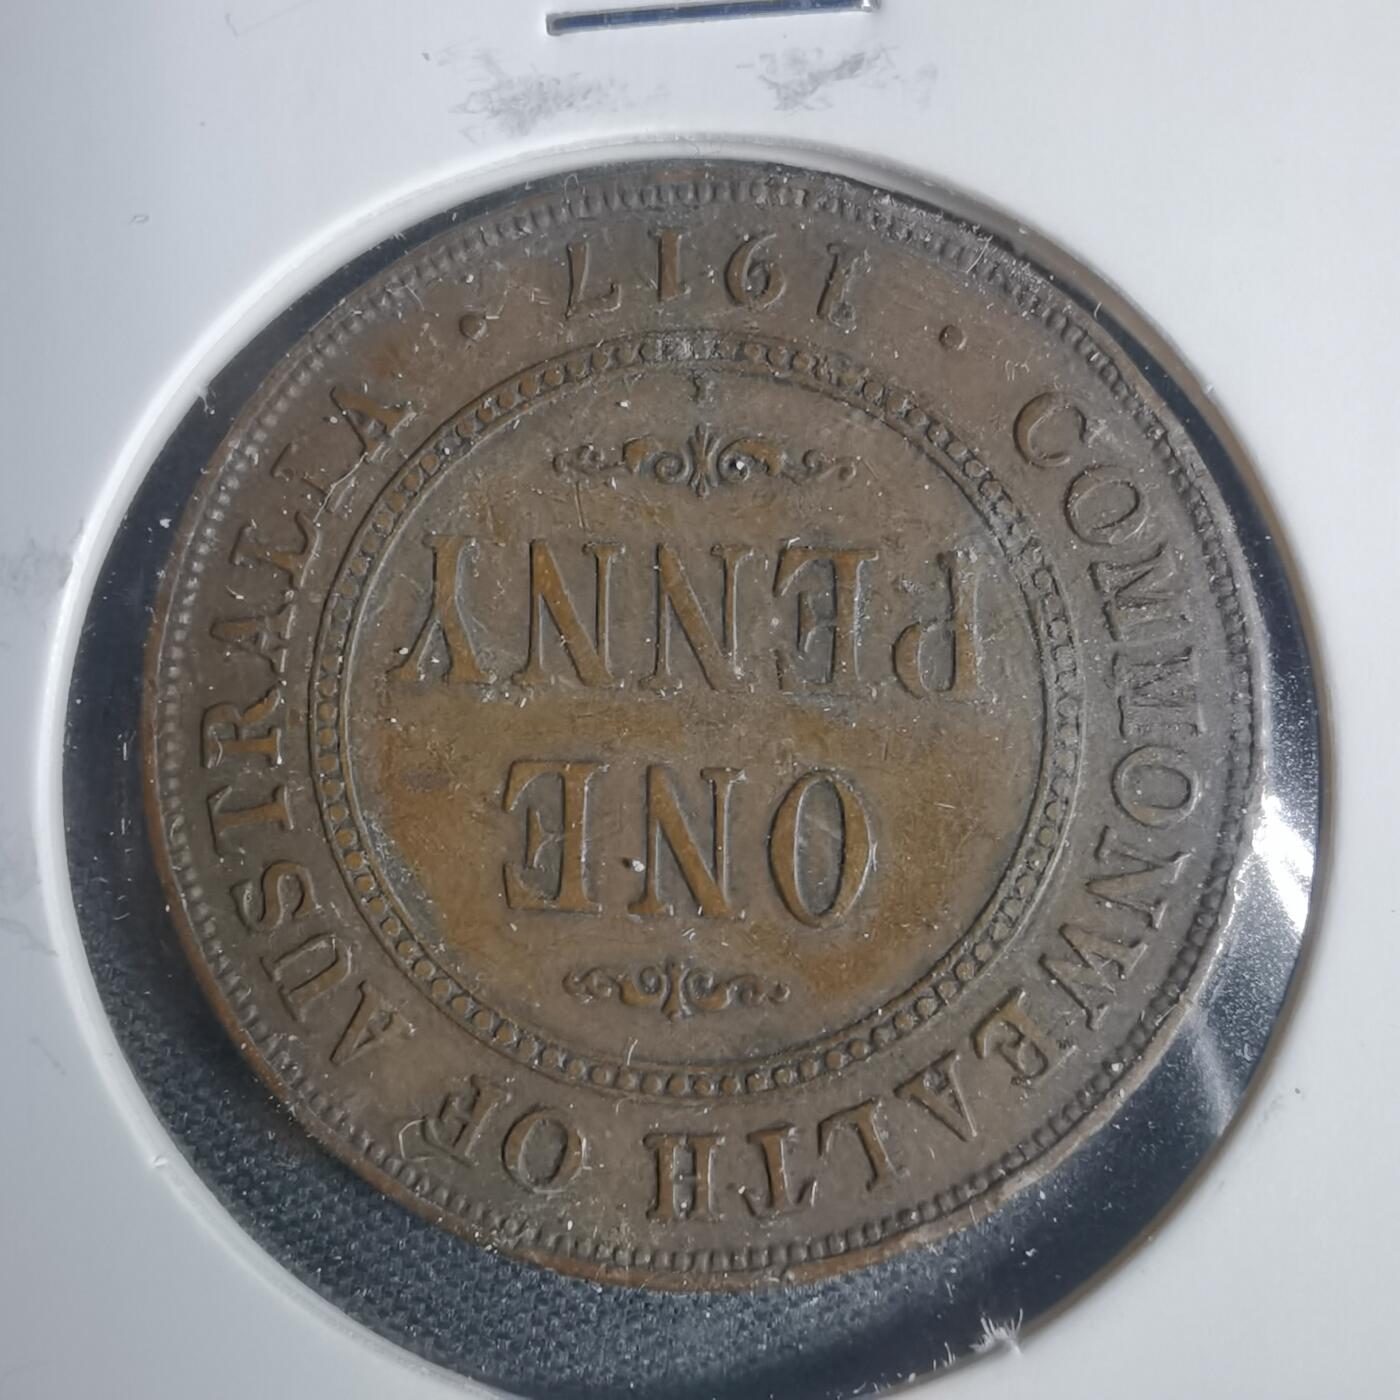 COMMONWEALTH OF AUSTRALIA
ONE
PENNY
I
· 1917 ·